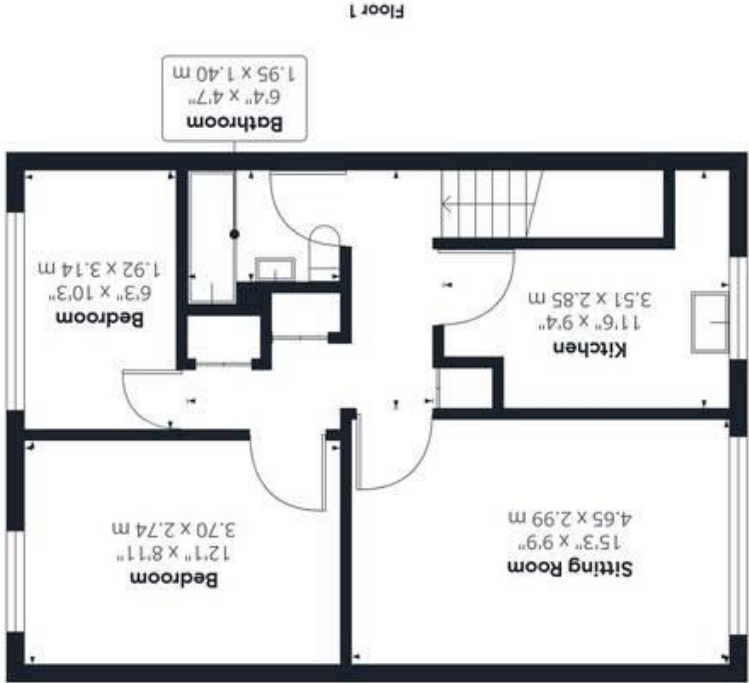 Sitting Room
15'3" x 9'9"
4.65 x 2.99 m
Bedroom
12'1" x 8'11"
3.70 x 2.74 m
Kitchen
11'6" x 9'4"
3.51 x 2.85 m
Bedroom
6'3" x 10'3"
1.92 x 3.14 m
Bathroom
6'4" x 4'7"
1.95 x 1.40 m
Floor 1